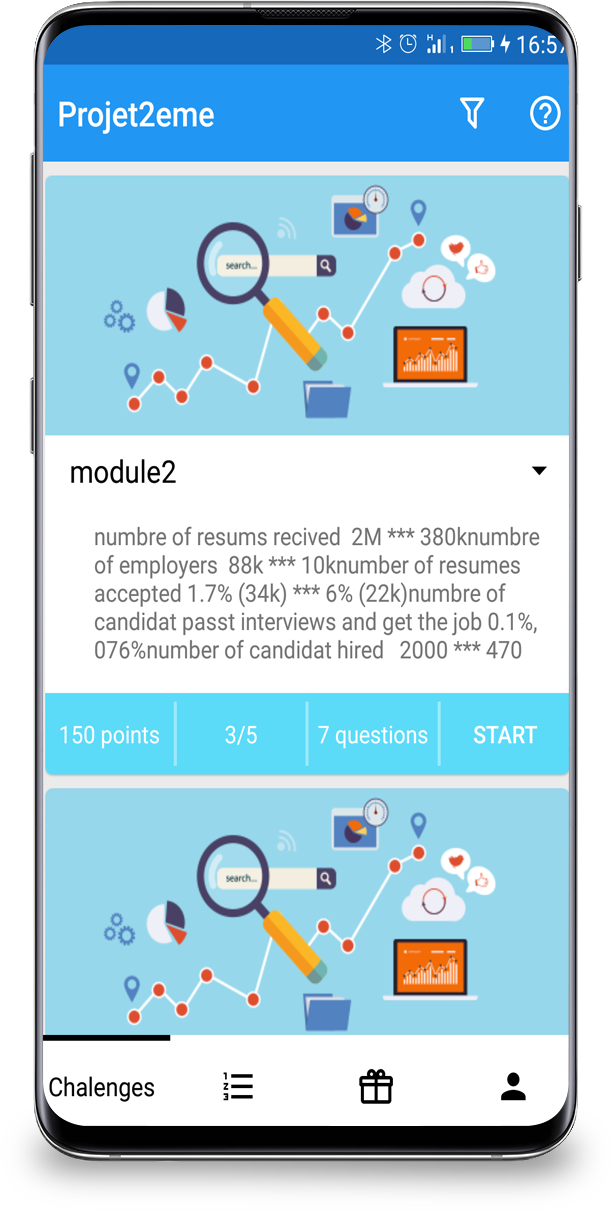 16:57
Projet2eme
search...
module2
numbre of resums recived  2M *** 380knumbre
of employers  88k *** 10knumber of resumes
accepted 1.7% (34k) *** 6% (22k)numbre of
candidat passt interviews and get the job 0.1%,
076%number of candidat hired   2000 *** 470
150 points
3/5
7 questions
START
search...
Chalenges